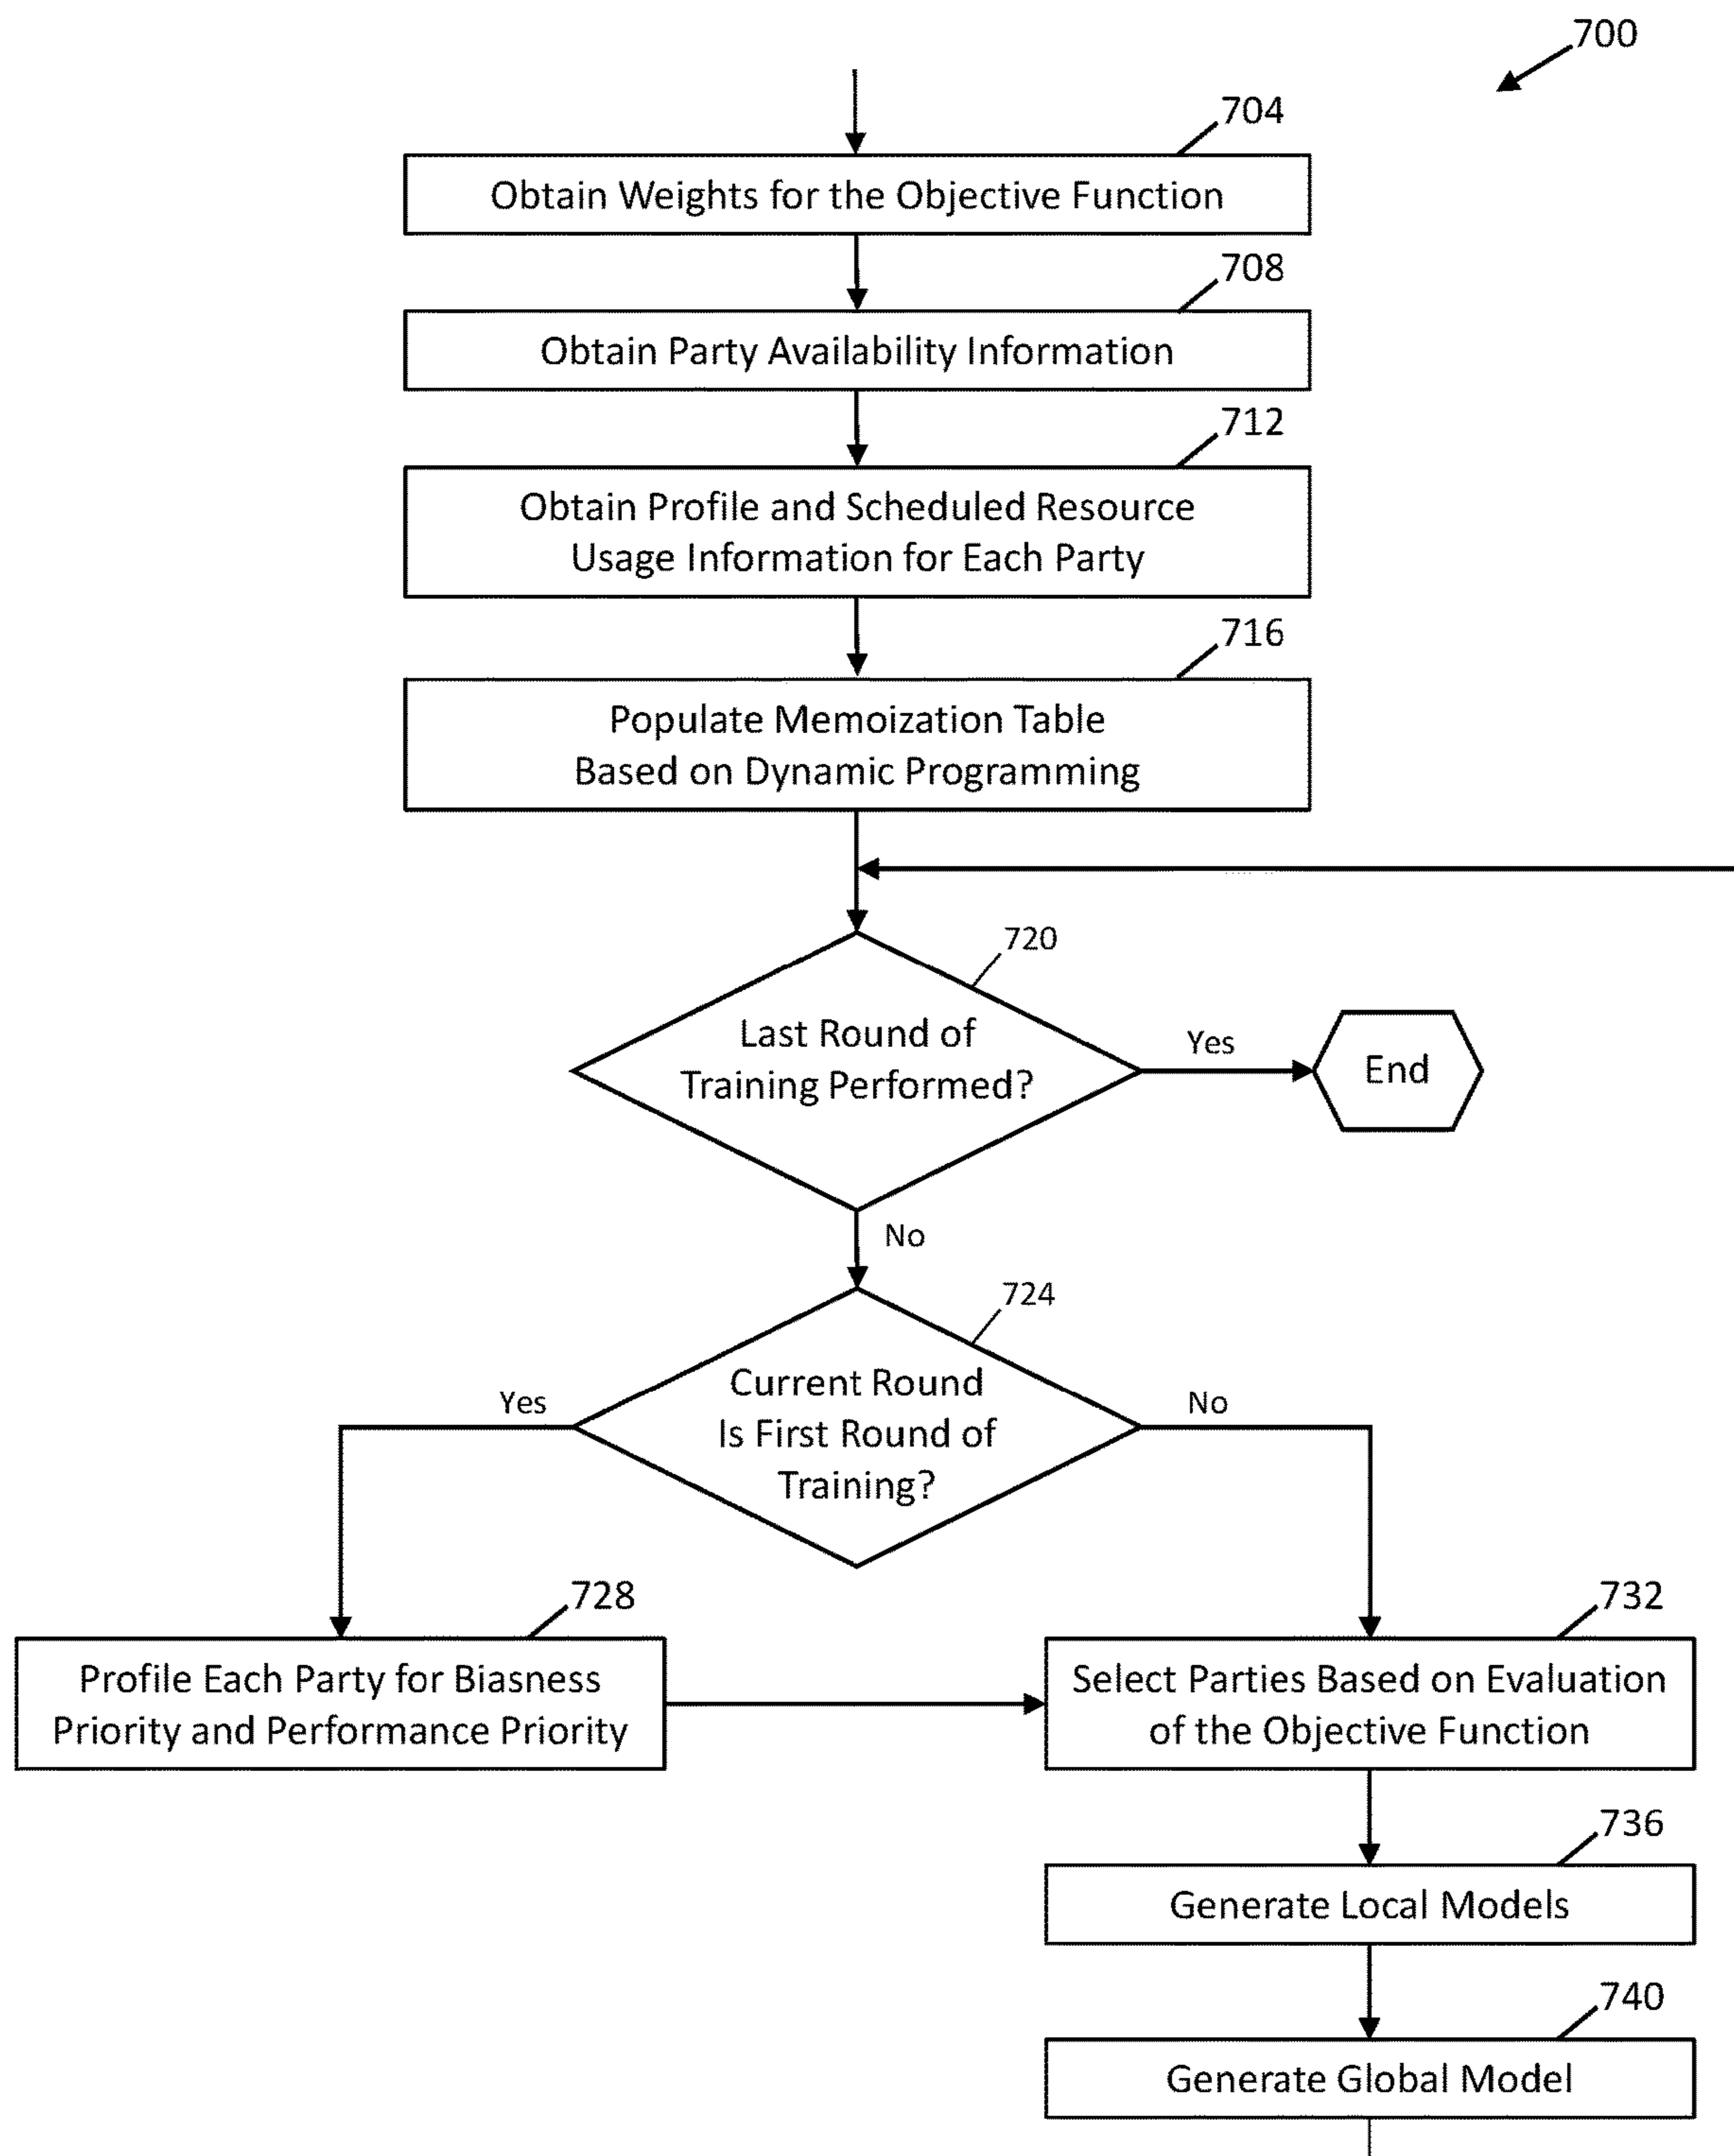 700
704
Obtain Weights for the Objective Function
708
Obtain Party Availability Information
712
Obtain Profile and Scheduled Resource
Usage Information for Each Party
716
Populate Memoization Table
Based on Dynamic Programming
720
Last Round of
Training Performed?
Yes
End
No
724
Current Round
Is First Round of
Training?
Yes
No
728
Profile Each Party for Biasness
Priority and Performance Priority
732
Select Parties Based on Evaluation
of the Objective Function
736
Generate Local Models
740
Generate Global Model